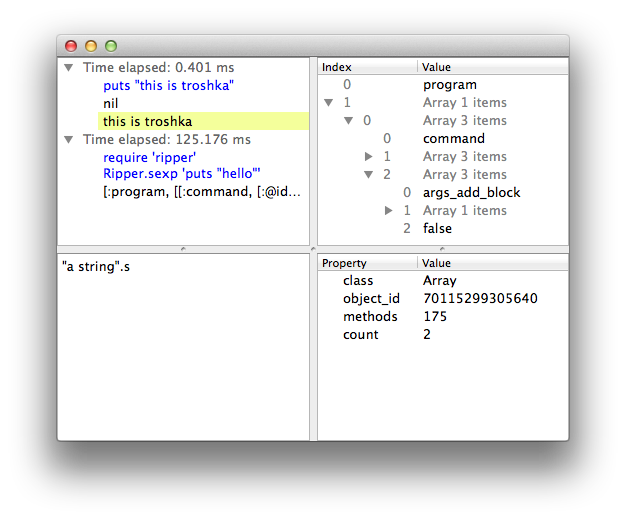 Time elapsed: 0.401 ms
puts "this is troshka"
nil
this is troshka
Time elapsed: 125.176 ms
require 'ripper'
Ripper.sexp 'puts "hello"'
[:program, [[:command, [:@id...
Index Value
0 program
1 Array 1 items
0 Array 3 items
0 command
1 Array 3 items
2 Array 3 items
0 args_add_block
1 Array 1 items
2 false
"a string".s
Property Value
class Array
object_id 70115299305640
methods 175
count 2